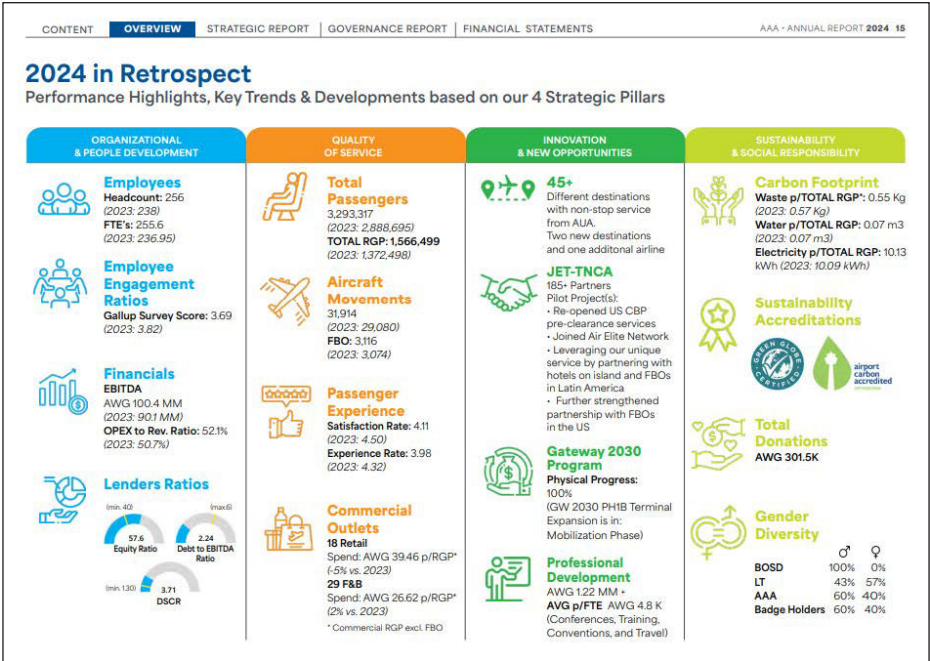 CONTENT
OVERVIEW
STRATEGIC REPORT
GOVERNANCE REPORT
FINANCIAL STATEMENTS
AAA • ANNUAL REPORT 2024 15
2024 in Retrospect
Performance Highlights, Key Trends & Developments based on our 4 Strategic Pillars
ORGANIZATIONAL
& PEOPLE DEVELOPMENT
Employees
Headcount: 256
(2023: 238)
FTE's: 255.6
(2023: 236.95)
Employee
Engagement
Ratios
Gallup Survey Score: 3.69
(2023: 3.82)
Financials
EBITDA
AWG 100.4 MM
(2023: 90.1 MM)
OPEX to Rev. Ratio: 52.1%
(2023: 50.7%)
Lenders Ratios
(min. 40)
57.6
Equity Ratio
(max.6)
2.24
Debt to EBITDA
Ratio
(min. 1.30)
3.71
DSCR
QUALITY
OF SERVICE
Total
Passengers
3,293,317
(2023: 2,888,695)
TOTAL RGP: 1,566,499
(2023: 1,372,498)
Aircraft
Movements
31,914
(2023: 29,080)
FBO: 3,116
(2023: 3,074)
Passenger
Experience
Satisfaction Rate: 4.11
(2023: 4.50)
Experience Rate: 3.98
(2023: 4.32)
Commercial
Outlets
18 Retail
Spend: AWG 39.46 p/RGP*
(-5% vs. 2023)
29 F&B
Spend: AWG 26.62 p/RGP*
(2% vs. 2023)
* Commercial RGP excl. FBO
INNOVATION
& NEW OPPORTUNITIES
45+
Different destinations
with non-stop service
from AUA.
Two new destinations
and one additonal airline
JET-TNCA
185+ Partners
Pilot Project(s):
• Re-opened US CBP
pre-clearance services
• Joined Air Elite Network
• Leveraging our unique
service by partnering with
hotels on island and FBOs
in Latin America
• Further strengthened
partnership with FBOs
in the US
Gateway 2030
Program
Physical Progress:
100%
(GW 2030 PH1B Terminal
Expansion is in:
Mobilization Phase)
Professional
Development
AWG 1.22 MM •
AVG p/FTE AWG 4.8 K
(Conferences, Training,
Conventions, and Travel)
SUSTAINABILITY
& SOCIAL RESPONSIBILITY
Carbon Footprint
Waste p/TOTAL RGP*: 0.55 Kg
(2023: 0.57 Kg)
Water p/TOTAL RGP: 0.07 m3
(2023: 0.07 m3)
Electricity p/TOTAL RGP: 10.13
kWh (2023: 10.09 kWh)
Sustainability
Accreditations
GREEN GLOBE
CERTIFIED
airport
carbon
accredited
Total
Donations
AWG 301.5K
Gender
Diversity
♂ ♀
BOSD 100% 0%
LT 43% 57%
AAA 60% 40%
Badge Holders 60% 40%